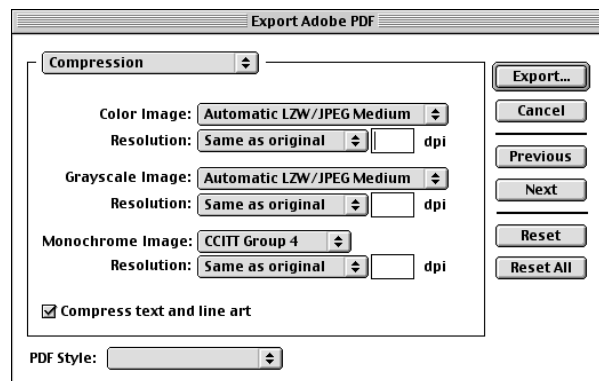 Export Adobe PDF
Compression
Color Image: Automatic LZW/JPEG Medium
Resolution: Same as original dpi
Grayscale Image: Automatic LZW/JPEG Medium
Resolution: Same as original dpi
Monochrome Image: CCITT Group 4
Resolution: Same as original dpi
Compress text and line art
PDF Style:
Export...
Cancel
Previous
Next
Reset
Reset All